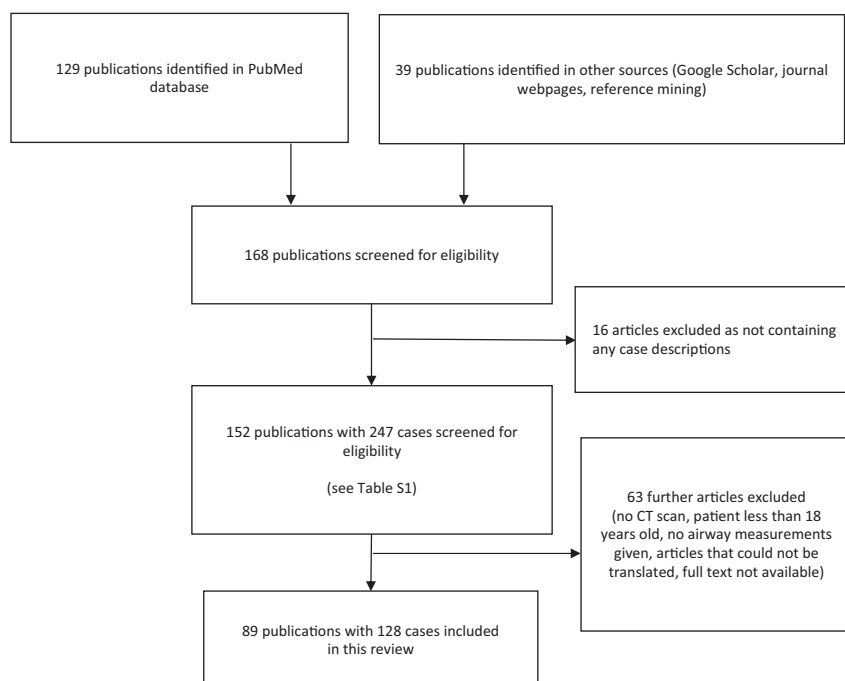 129 publications identified in PubMed
database
39 publications identified in other sources (Google Scholar, journal
webpages, reference mining)
168 publications screened for eligibility
16 articles excluded as not containing
any case descriptions
152 publications with 247 cases screened for
eligibility
(see Table S1)
63 further articles excluded
(no CT scan, patient less than 18
years old, no airway measurements
given, articles that could not be
translated, full text not available)
89 publications with 128 cases included
in this review